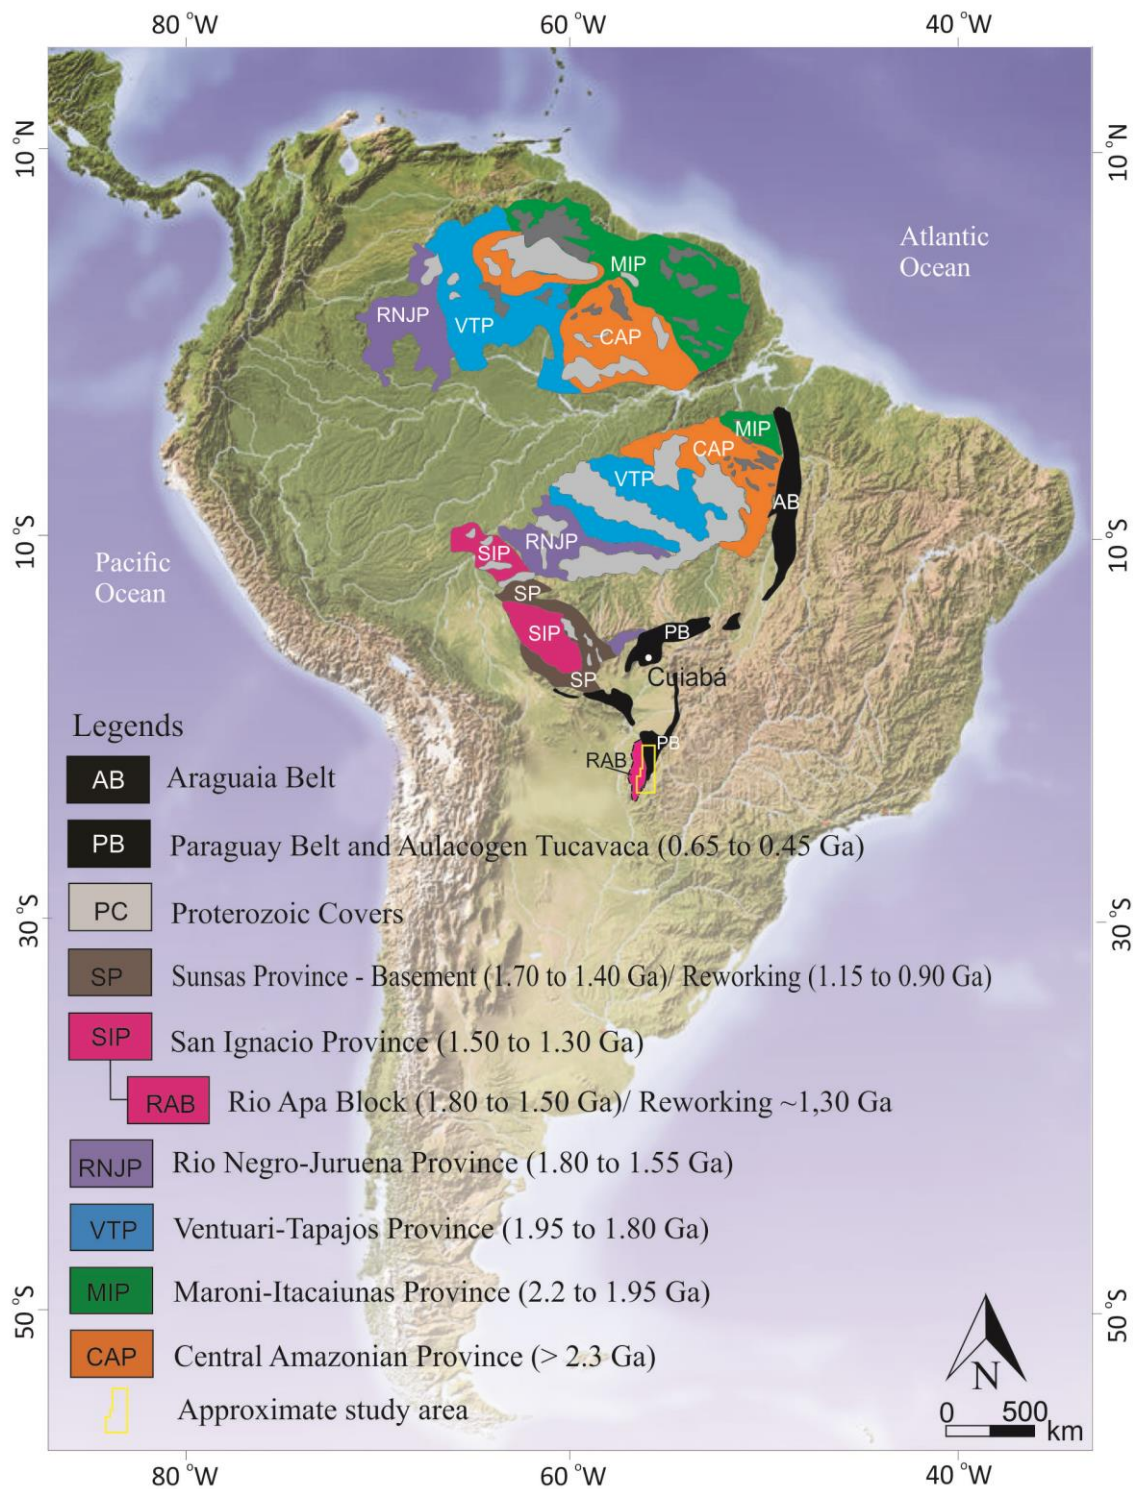 80 °W 60 °W 40 °W
10 °N 10 °N
Atlantic
Ocean
MIP
RNJP VTP CAP
MIP
CAP
VTP
AB
10 °S 10 °S
RNJP
SIP
Pacific
Ocean
SP
SIP PB
Cuiabá
SP
PB
RAB
Legends
AB Araguaia Belt
PB Paraguay Belt and Aulacogen Tucavaca (0.65 to 0.45 Ga)
PC Proterozoic Covers
30 °S 30 °S
SP Sunsas Province - Basement (1.70 to 1.40 Ga)/ Reworking (1.15 to 0.90 Ga)
SIP San Ignacio Province (1.50 to 1.30 Ga)
RAB Rio Apa Block (1.80 to 1.50 Ga)/ Reworking ~1,30 Ga
RNJP Rio Negro-Juruena Province (1.80 to 1.55 Ga)
VTP Ventuari-Tapajos Province (1.95 to 1.80 Ga)
MIP Maroni-Itacaiunas Province (2.2 to 1.95 Ga)
50 °S 50 °S
CAP Central Amazonian Province (> 2.3 Ga)
N
Approximate study area
0 500
km
80 °W 60 °W 40 °W